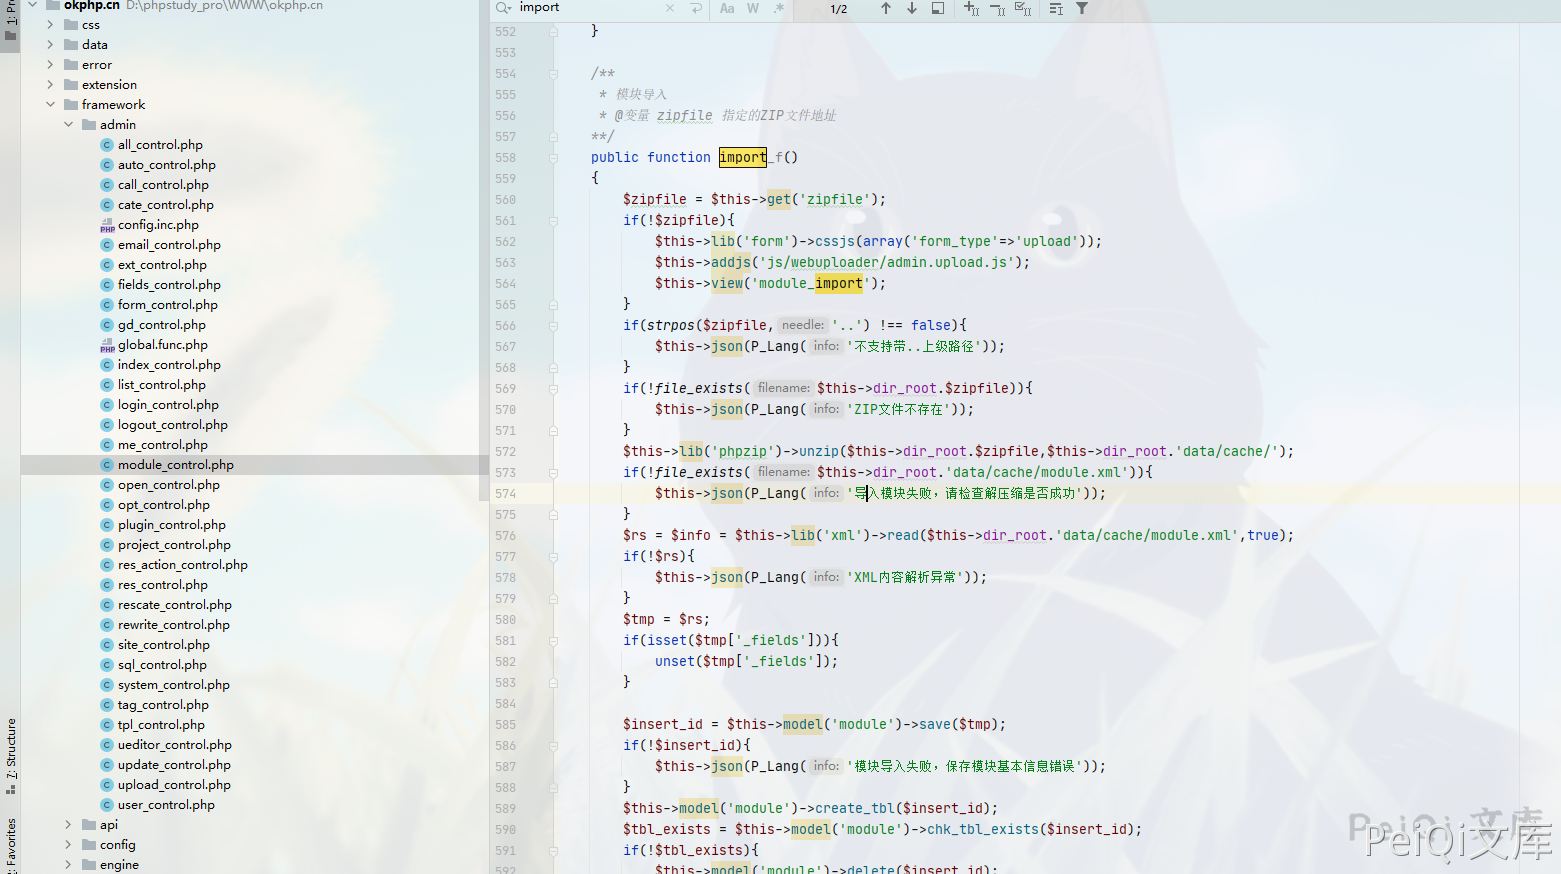 1: Pr
okphp.cn D:\phpstudy_pro\WWW\okphp.cn
css
data
error
extension
framework
admin
all_control.php
auto_control.php
call_control.php
cate_control.php
config.inc.php
email_control.php
ext_control.php
fields_control.php
form_control.php
gd_control.php
global.func.php
index_control.php
list_control.php
login_control.php
logout_control.php
me_control.php
module_control.php
open_control.php
opt_control.php
plugin_control.php
project_control.php
res_action_control.php
res_control.php
rescate_control.php
rewrite_control.php
site_control.php
sql_control.php
system_control.php
tag_control.php
tpl_control.php
ueditor_control.php
update_control.php
upload_control.php
user_control.php
api
config
engine
7: Structure
Favorites
import Aa W .* 1/2
552 }
553
554 /**
555 * 模块导入
556 * @变量 zipfile 指定的ZIP文件地址
557 **/
558 public function import_f()
559 {
560 $zipfile = $this->get('zipfile');
561 if(!$zipfile){
562 $this->lib('form')->cssjs(array('form_type'=>'upload'));
563 $this->addjs('js/webuploader/admin.upload.js');
564 $this->view('module_import');
565 }
566 if(strpos($zipfile, needle: '..') !== false){
567 $this->json(P_Lang( info: '不支持带..上级路径'));
568 }
569 if(!file_exists( filename: $this->dir_root.$zipfile)){
570 $this->json(P_Lang( info: 'ZIP文件不存在'));
571 }
572 $this->lib('phpzip')->unzip($this->dir_root.$zipfile,$this->dir_root.'data/cache/');
573 if(!file_exists( filename: $this->dir_root.'data/cache/module.xml')){
574 $this->json(P_Lang( info: '导入模块失败，请检查解压缩是否成功'));
575 }
576 $rs = $info = $this->lib('xml')->read($this->dir_root.'data/cache/module.xml',true);
577 if(!$rs){
578 $this->json(P_Lang( info: 'XML内容解析异常'));
579 }
580 $tmp = $rs;
581 if(isset($tmp['_fields'])){
582 unset($tmp['_fields']);
583 }
584
585 $insert_id = $this->model('module')->save($tmp);
586 if(!$insert_id){
587 $this->json(P_Lang( info: '模块导入失败，保存模块基本信息错误'));
588 }
589 $this->model('module')->create_tbl($insert_id);
590 $tbl_exists = $this->model('module')->chk_tbl_exists($insert_id);
591 if(!$tbl_exists){
592 $this->model('module')->delete($insert_id);
PeiQi文库
PeiQi文库